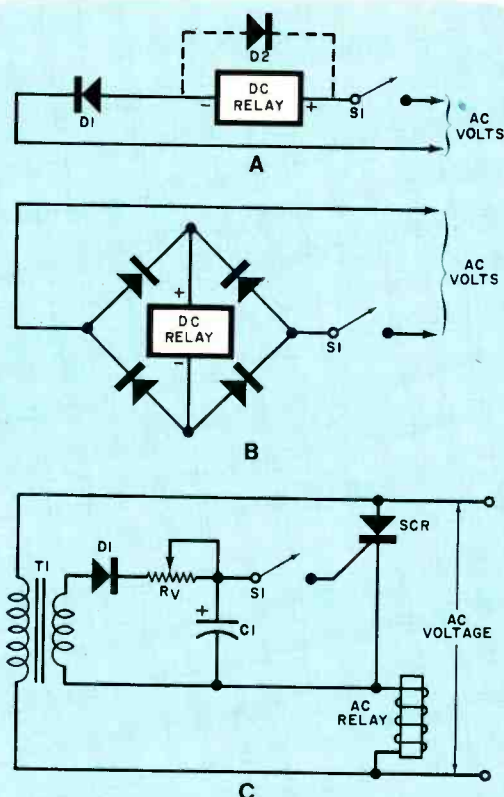 D2
DC
RELAY
-
+
D1
S1
AC
VOLTS
A
+
DC
RELAY
-
S1
AC
VOLTS
B
T1
D1
RV
S1
+
C1
SCR
AC
RELAY
AC
VOLTAGE
C